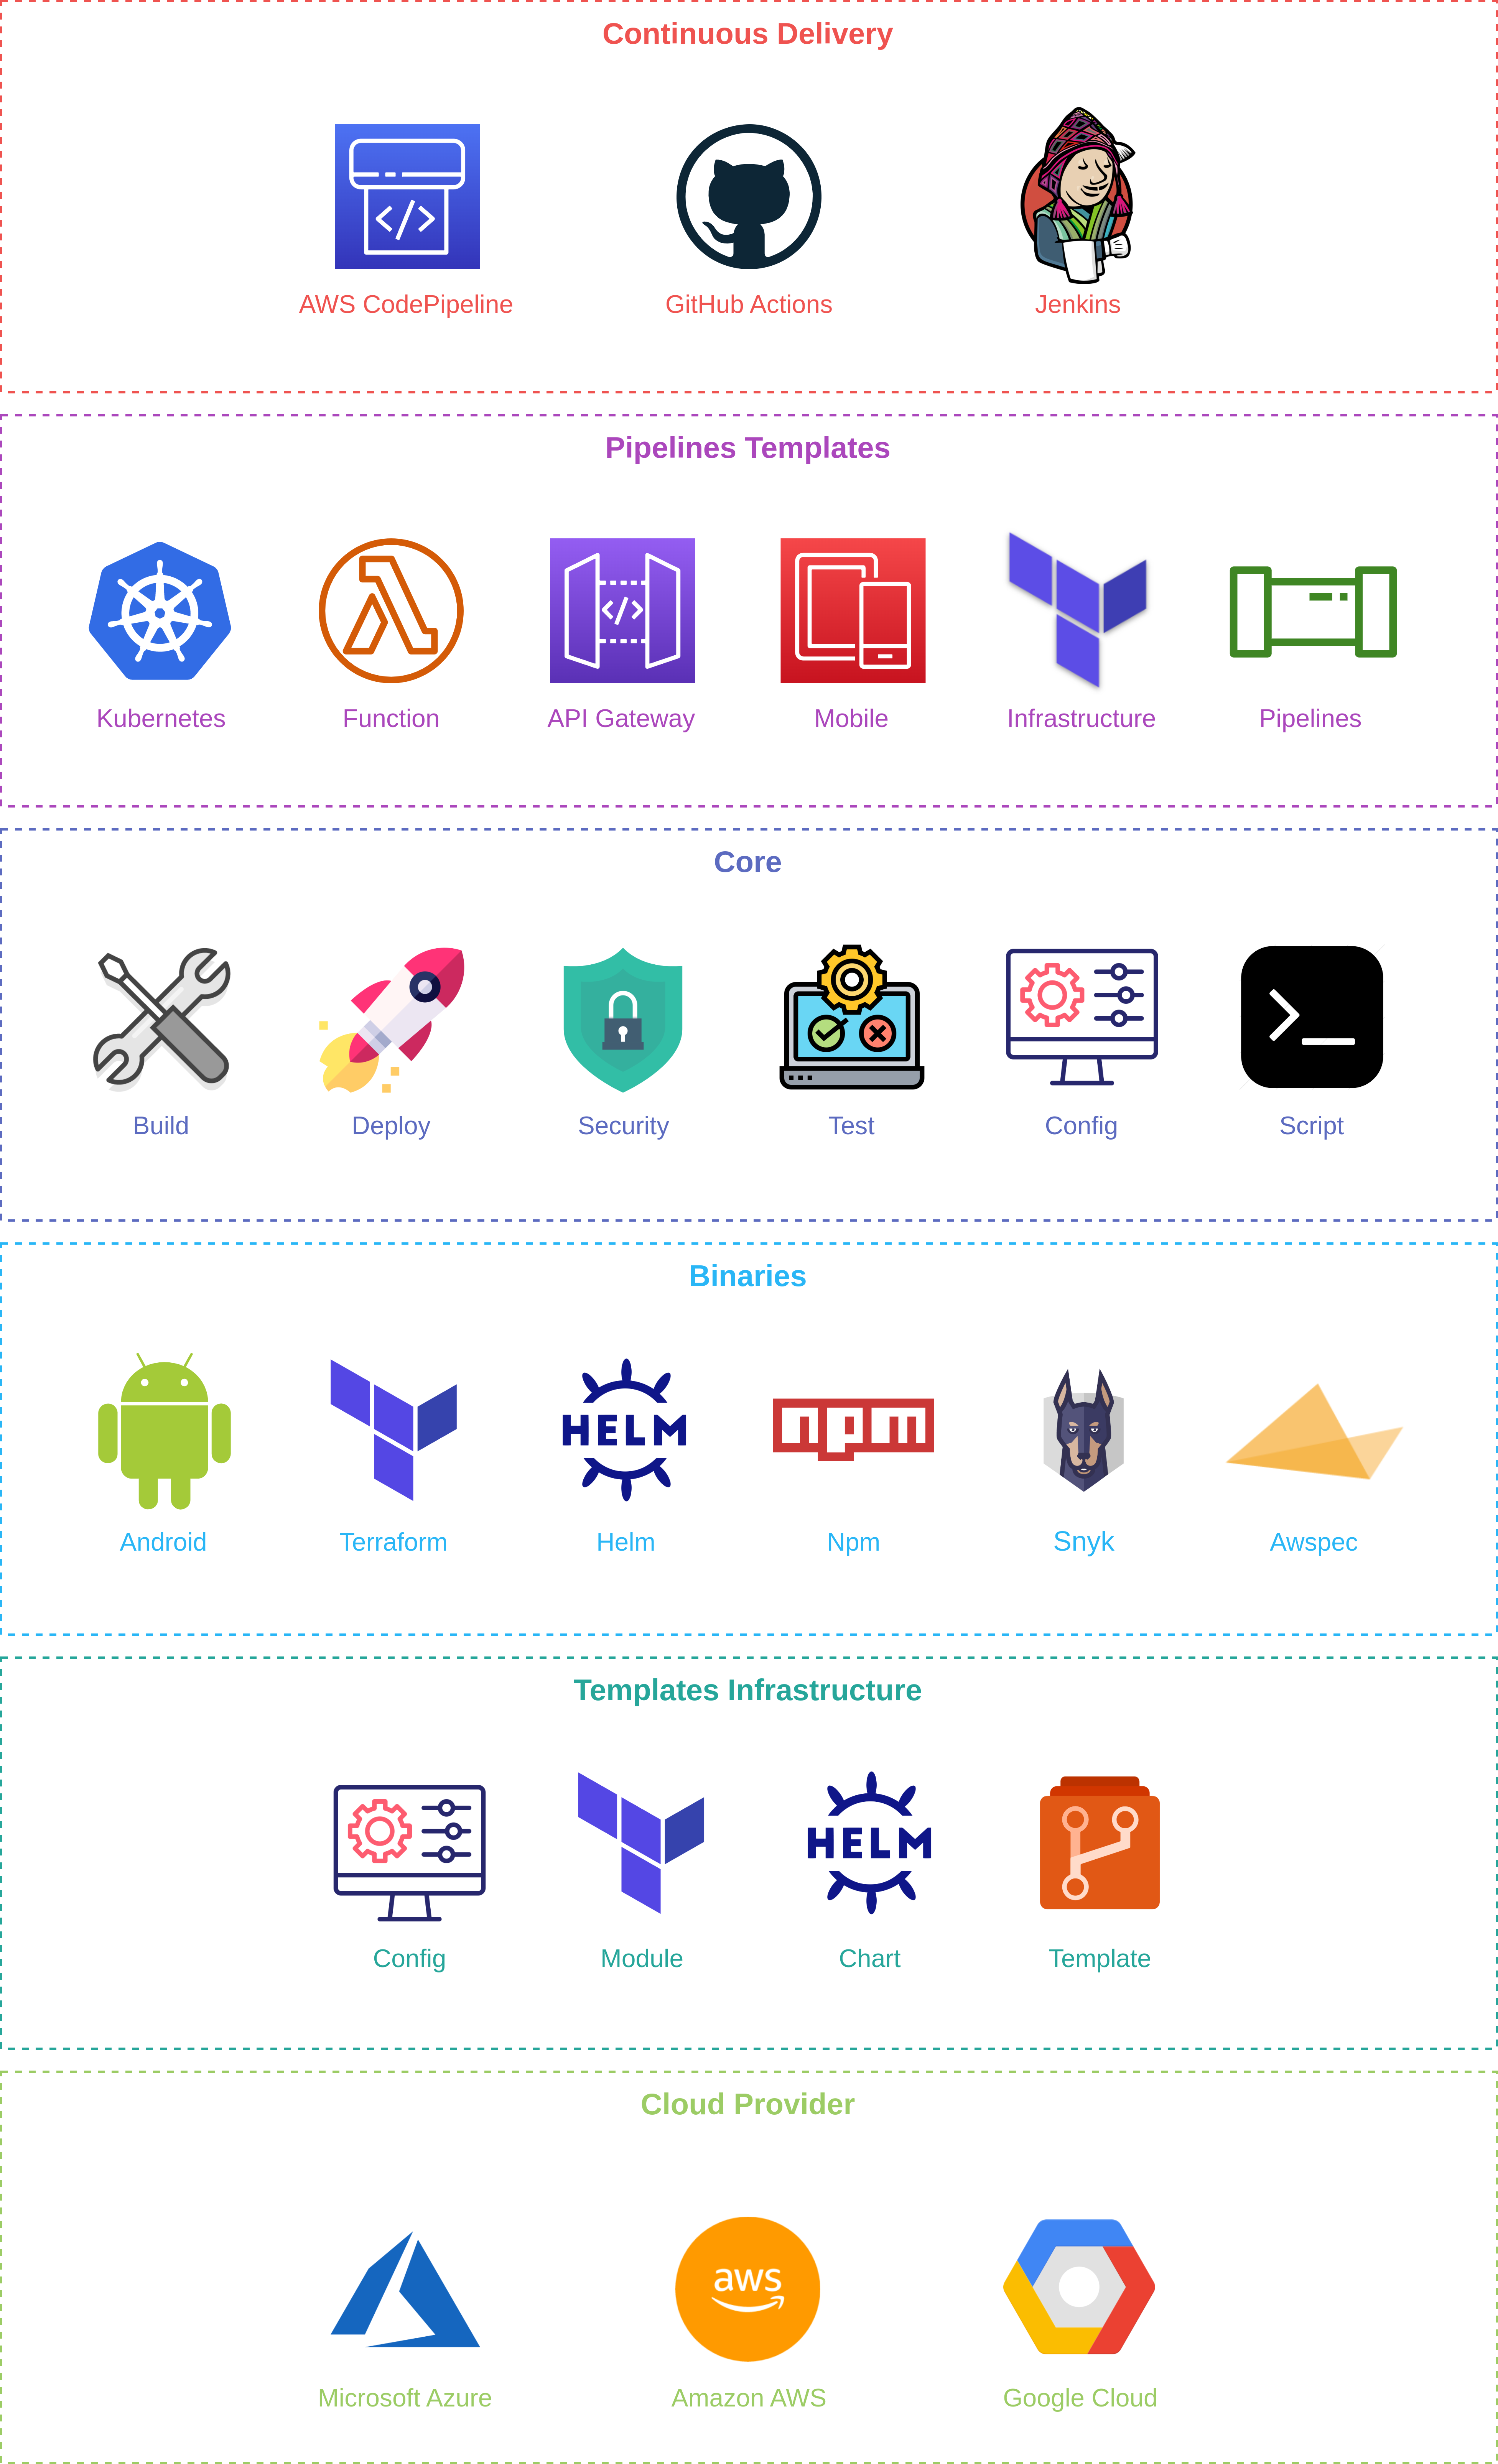 Continuous Delivery
AWS CodePipeline
GitHub Actions
Jenkins
Pipelines Templates
Kubernetes
Function
API Gateway
Mobile
Infrastructure
Pipelines
Core
Build
Deploy
Security
Test
Config
Script
Binaries
HELM
npm
Android
Terraform
Helm
Npm
Snyk
Awspec
Templates Infrastructure
HELM
Config
Module
Chart
Template
Cloud Provider
aws
Microsoft Azure
Amazon AWS
Google Cloud